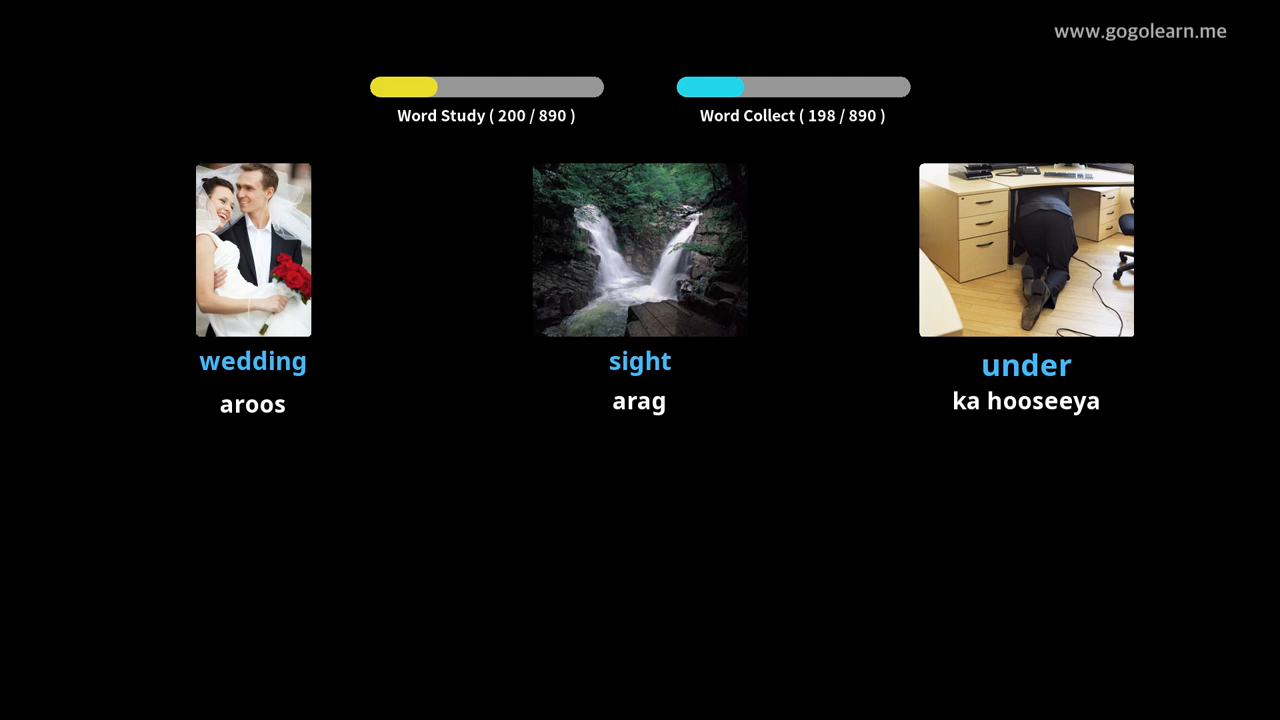 www.gogolearn.me
Word Study ( 200 / 890 )
Word Collect ( 198 / 890 )
wedding
aroos
sight
arag
under
ka hooseeya